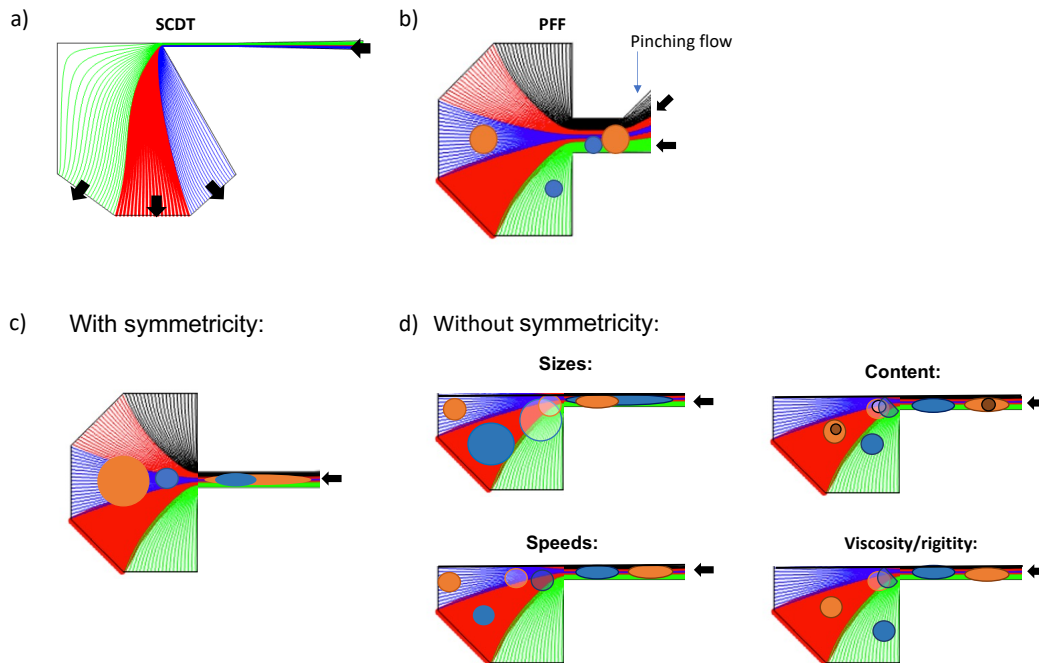 a)
SCDT
b)
PFF
Pinching flow
c)
With symmetricity:
d)
Without symmetricity:
Sizes:
Content:
Speeds:
Viscosity/rigitity: